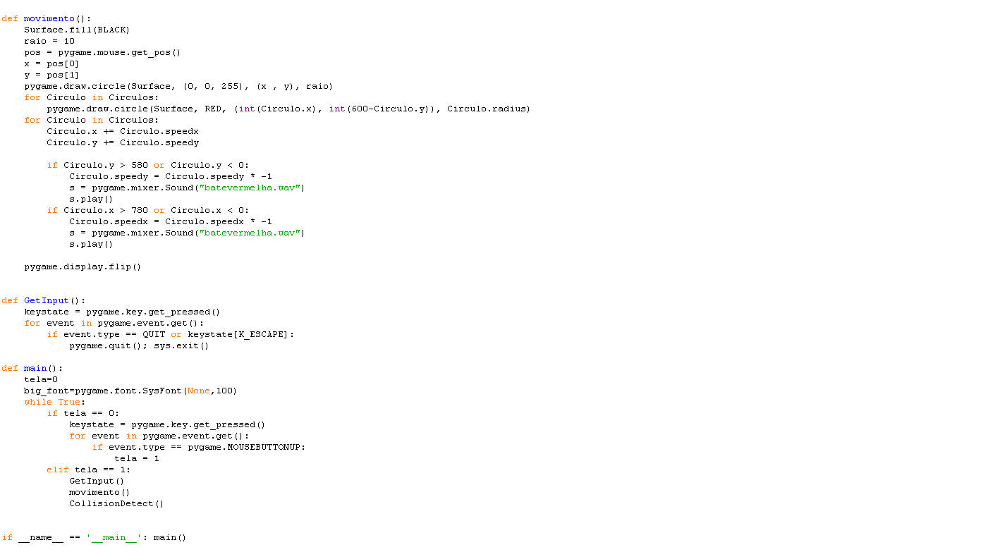 def movimento():
    Surface.fill(BLACK)
    raio = 10
    pos = pygame.mouse.get_pos()
    x = pos[0]
    y = pos[1]
    pygame.draw.circle(Surface, (0, 0, 255), (x , y), raio)
    for Circulo in Circulos:
        pygame.draw.circle(Surface, RED, (int(Circulo.x), int(600-Circulo.y)), Circulo.radius)
    for Circulo in Circulos:
        Circulo.x += Circulo.speedx
        Circulo.y += Circulo.speedy

        if Circulo.y > 580 or Circulo.y < 0:
            Circulo.speedy = Circulo.speedy * -1
            s = pygame.mixer.Sound("batevermelha.wav")
            s.play()
        if Circulo.x > 780 or Circulo.x < 0:
            Circulo.speedx = Circulo.speedx * -1
            s = pygame.mixer.Sound("batevermelha.wav")
            s.play()

    pygame.display.flip()


def GetInput():
    keystate = pygame.key.get_pressed()
    for event in pygame.event.get():
        if event.type == QUIT or keystate[K_ESCAPE]:
            pygame.quit(); sys.exit()

def main():
    tela=0
    big_font=pygame.font.SysFont(None,100)
    while True:
        if tela == 0:
            keystate = pygame.key.get_pressed()
            for event in pygame.event.get():
                if event.type == pygame.MOUSEBUTTONUP:
                    tela = 1
        elif tela == 1:
            GetInput()
            movimento()
            CollisionDetect()


if __name__ == '__main__': main()